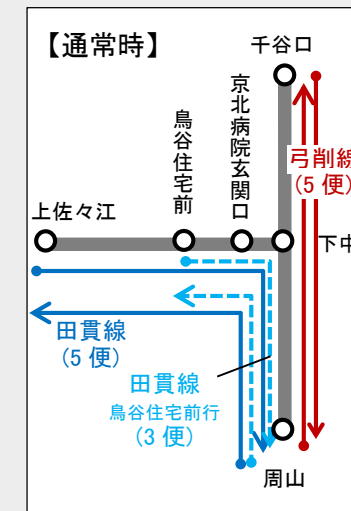 【通常時】
千谷口
京北病院玄関口
鳥谷住宅前
弓削線
(5 便)
上佐々江
下中
田貫線
(5 便)
田貫線
鳥谷住宅前行
(3 便)
周山